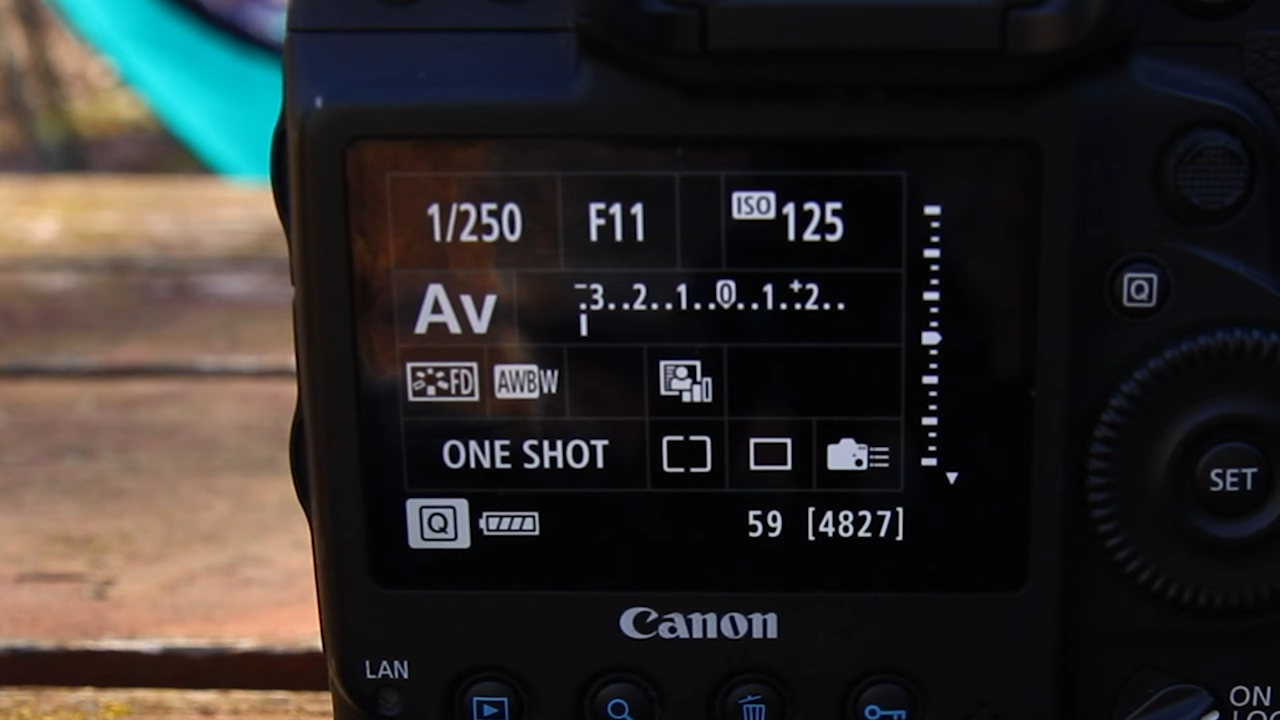 1/250 F11 ISO 125
Av -3..2..1..0..1..+2..
FD AWBW
ONE SHOT
Q 59 [4827]
Q
SET
Canon
LAN
ON